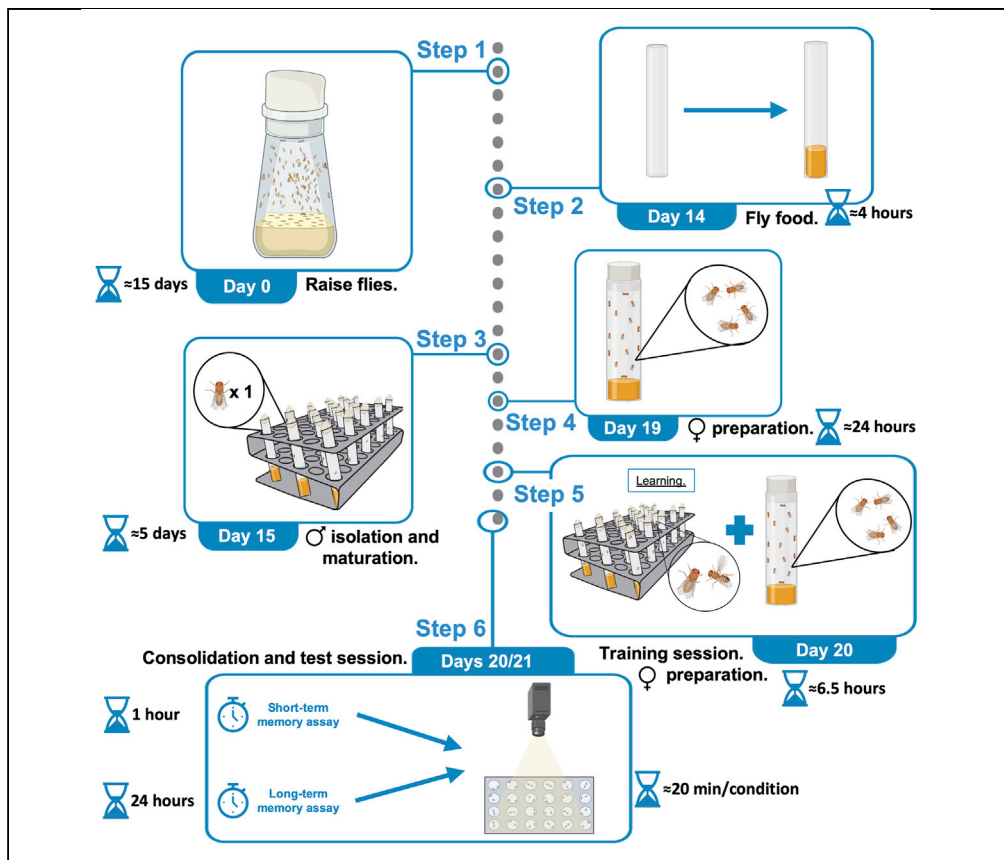 Step 1
≈15 days
Day 0
Raise flies.
Step 2
Day 14
Fly food.
≈4 hours
Step 3
x 1
≈5 days
Day 15
♂ isolation and
maturation.
Step 4
Day 19
♀ preparation.
≈24 hours
Step 5
Learning.
Training session.
♀ preparation.
Day 20
≈6.5 hours
Step 6
Consolidation and test session.
Days 20/21
1 hour
Short-term
memory assay
24 hours
Long-term
memory assay
≈20 min/condition